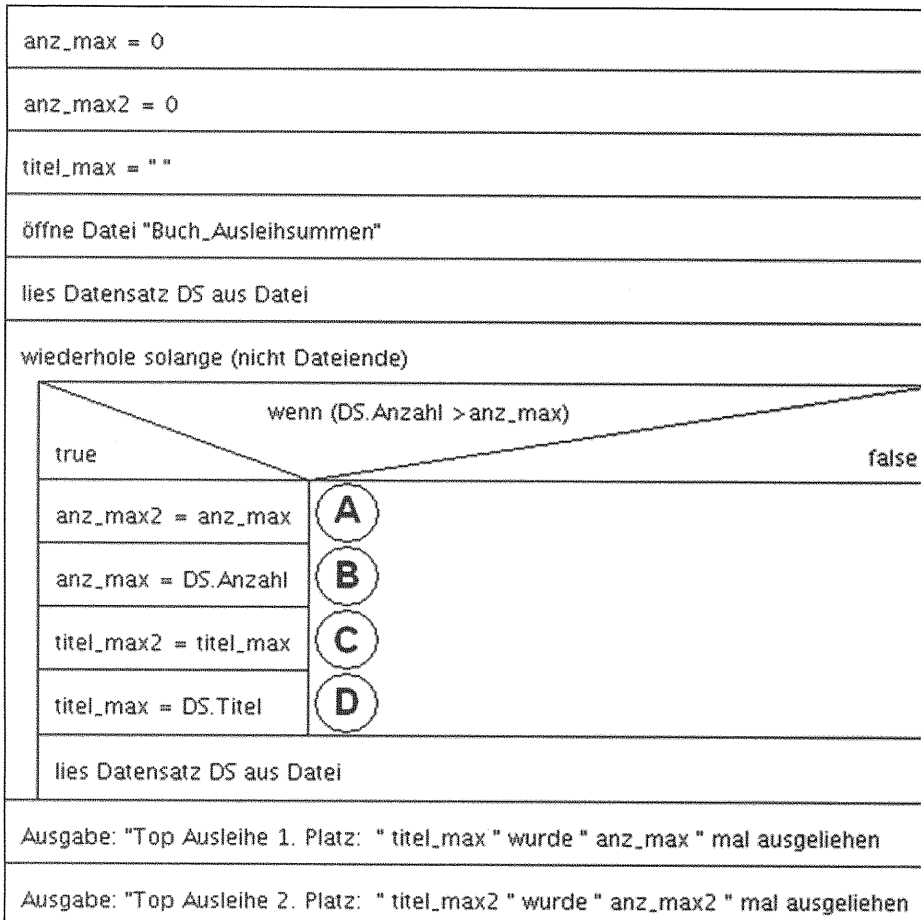 anz_max = 0
anz_max2 = 0
titel_max = " "
öffne Datei "Buch_Ausleihsummen"
lies Datensatz DS aus Datei
wiederhole solange (nicht Dateiende)
wenn (DS.Anzahl >anz_max)
true
false
anz_max2 = anz_max
A
anz_max = DS.Anzahl
B
titel_max2 = titel_max
C
titel_max = DS.Titel
D
lies Datensatz DS aus Datei
Ausgabe: "Top Ausleihe 1. Platz: " titel_max " wurde " anz_max " mal ausgeliehen
Ausgabe: "Top Ausleihe 2. Platz: " titel_max2 " wurde " anz_max2 " mal ausgeliehen